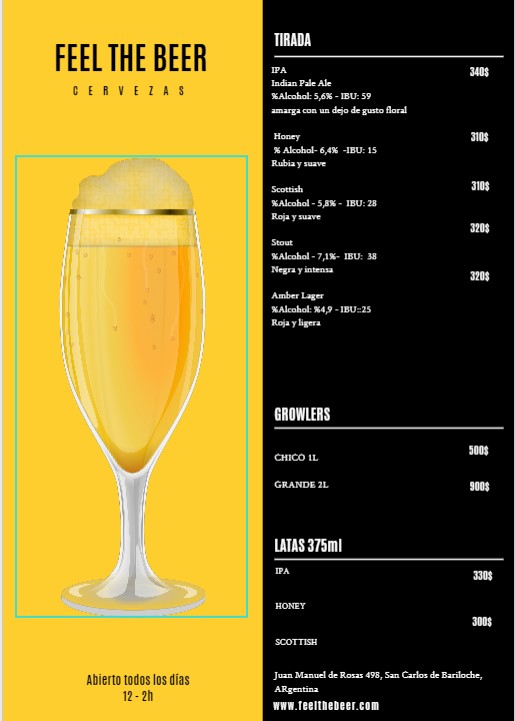 FEEL THE BEER
CERVEZAS
Abierto todos los días
12 - 2h
TIRADA
IPA 340$
Indian Pale Ale
%Alcohol: 5,6% - IBU: 59
amarga con un dejo de gusto floral
Honey 310$
% Alcohol- 6,4% -IBU: 15
Rubia y suave
Scottish 310$
%Alcohol - 5,8% - IBU: 28
Roja y suave
320$
Stout
%Alcohol - 7,1%- IBU: 38
Negra y intensa 320$
Amber Lager
%Alcohol: %4,9 - IBU::25
Roja y ligera
GROWLERS
CHICO 1L 500$
GRANDE 2L 900$
LATAS 375ml
IPA 330$
HONEY
300$
SCOTTISH
Juan Manuel de Rosas 498, San Carlos de Bariloche,
ARgentina
www.feelthebeer.com